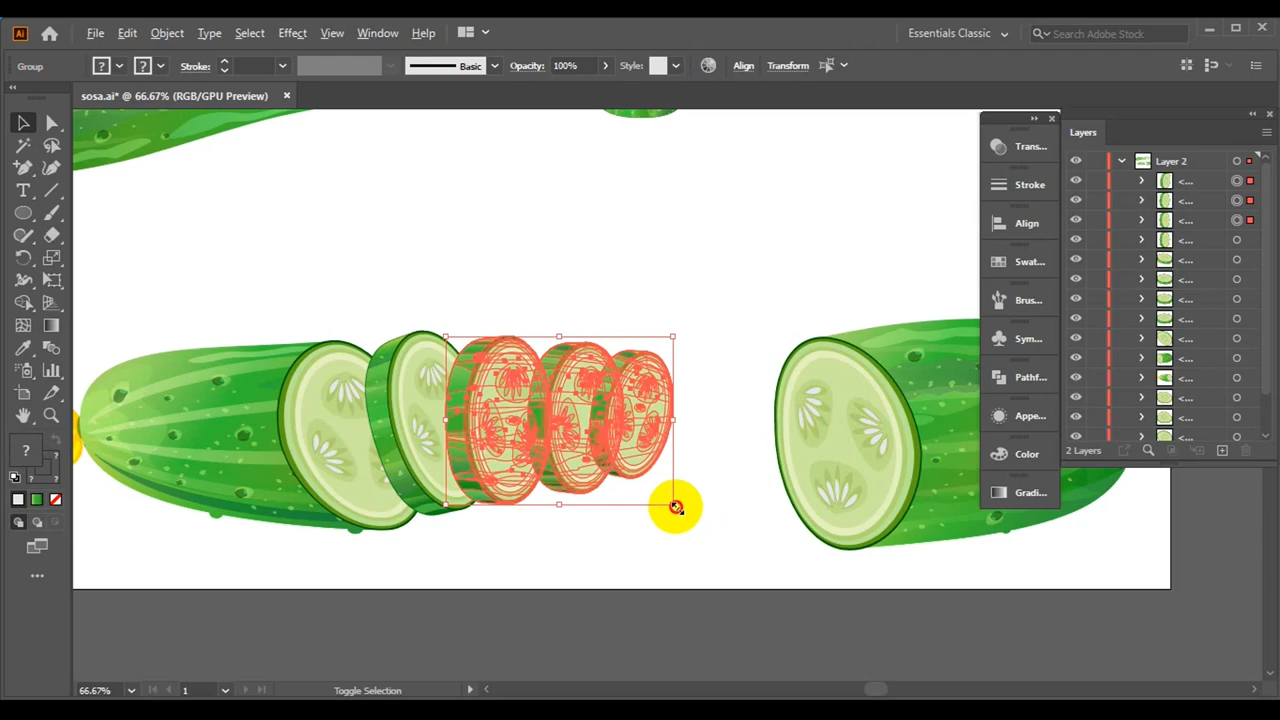 Ai File Edit Object Type Select Effect View Window Help Essentials Classic Search Adobe Stock
Group ? ? Stroke: Basic Opacity: 100% Style: Align Transform
sosa.ai* @ 66.67% (RGB/GPU Preview)
Layers
Trans...
Layer 2
<...
Stroke
<...
<...
Align
<...
Swat...
<...
<...
Brus...
<...
<...
Sym...
<...
<...
Pathf...
<...
<...
Appe...
<...
<...
Color
2 Layers
?
?
?
Gradi...
66.67% 1 Toggle Selection